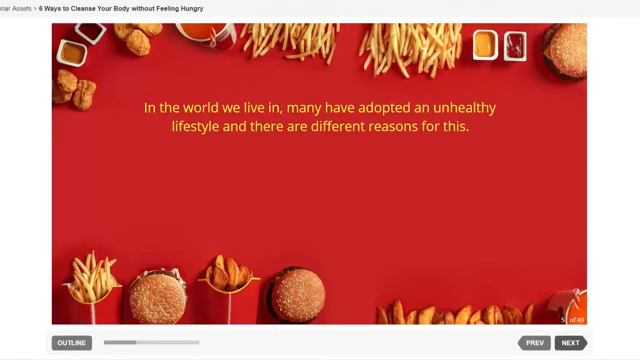 nar Assets > 6 Ways to Cleanse Your Body without Feeling Hungry
In the world we live in, many have adopted an unhealthy
lifestyle and there are different reasons for this.
5 of 49
OUTLINE
PREV
NEXT